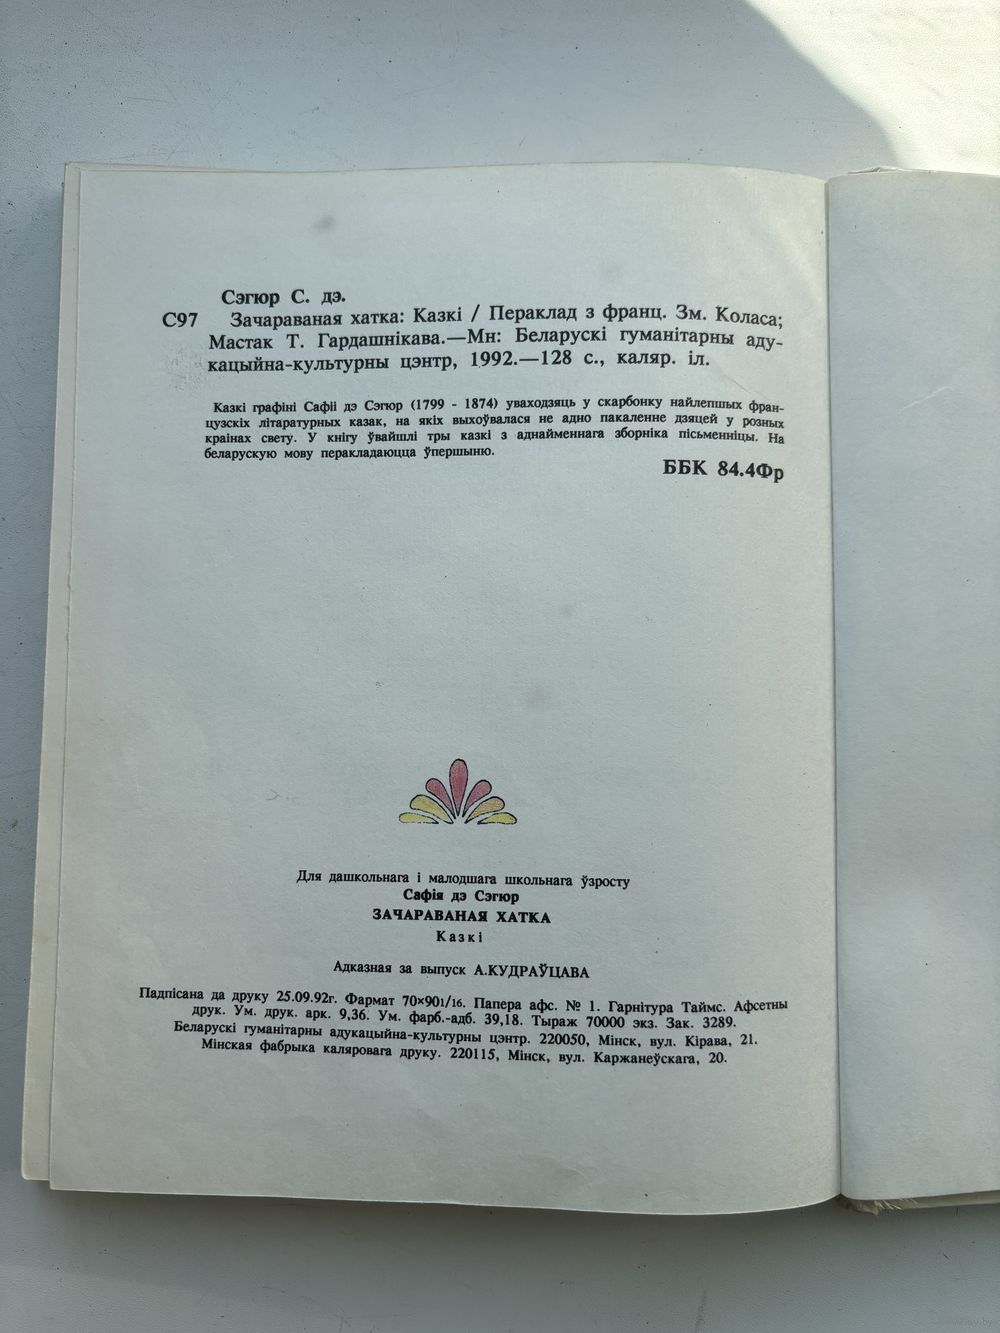 Сэгюр С. дэ.
С97 Зачараваная хатка: Казкі / Пераклад з франц. Зм. Коласа;
Мастак Т. Гардашнікава.—Мн: Беларускі гуманітарны аду-
кацыйна-культурны цэнтр, 1992.—128 с., каляр. іл.
Казкі графіні Сафіі дэ Сэгюр (1799 - 1874) уваходзяць у скарбонку найлепшых фран-
цузскіх літаратурных казак, на якіх выхоўвалася не адно пакаленне дзяцей у розных
краінах свету. У кнігу ўвайшлі тры казкі з аднайменнага зборніка пісьменніцы. На
беларускую мову перакладаюцца ўпершыню.
ББК 84.4Фр
Для дашкольнага і малодшага школьнага ўзросту
Сафія дэ Сэгюр
ЗАЧАРАВАНАЯ ХАТКА
Казкі
Адказная за выпуск А.КУДРАЎЦАВА
Падпісана да друку 25.09.92г. Фармат 70×901/16. Папера афс. № 1. Гарнітура Таймс. Афсетны
друк. Ум. друк. арк. 9,36. Ум. фарб.-адб. 39,18. Тыраж 70000 экз. Зак. 3289.
Беларускі гуманітарны адукацыйна-культурны цэнтр. 220050, Мінск, вул. Кірава, 21.
Мінская фабрыка каляровага друку. 220115, Мінск, вул. Каржанеўскага, 20.